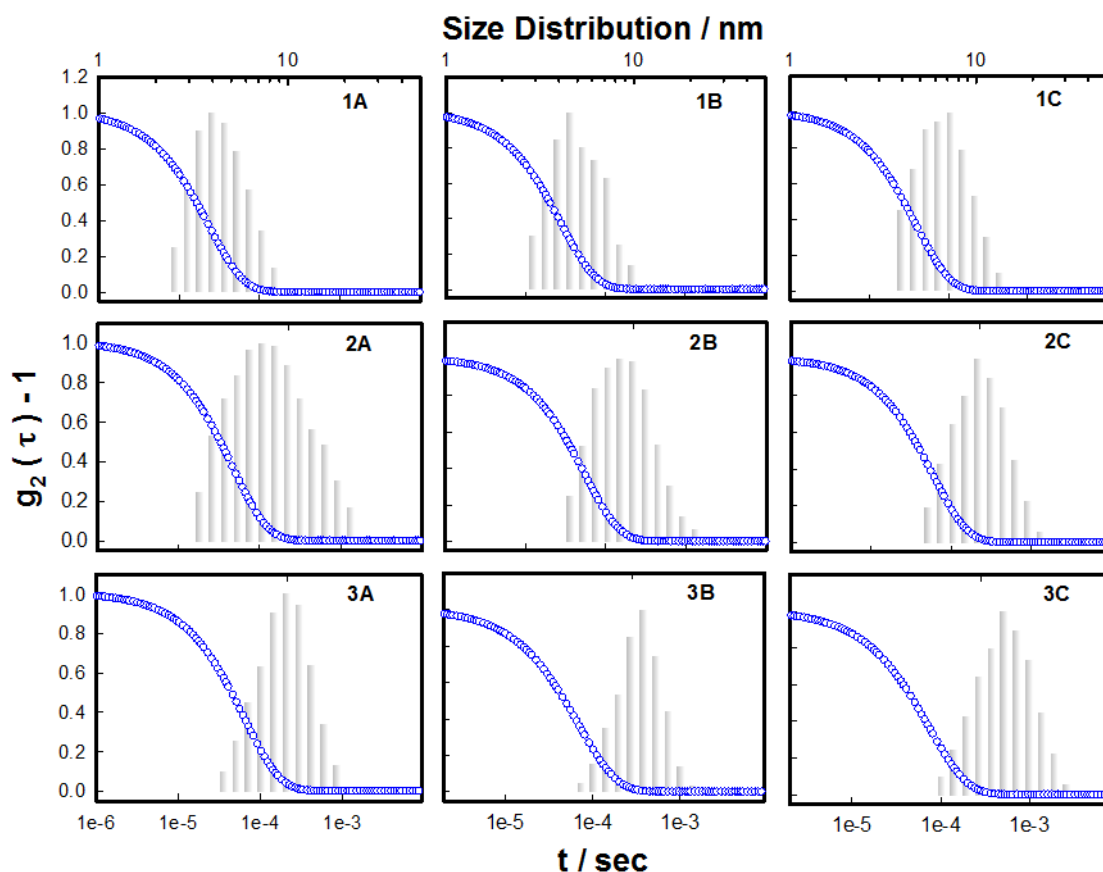 Size Distribution / nm
1 10 1 10 1 10
1.2
1.0
0.8
0.6
0.4
0.2
0.0
1A 1B 1C
1.0
0.8
0.6
0.4
0.2
0.0
2A 2B 2C
g2 ( τ ) - 1
1.0
0.8
0.6
0.4
0.2
0.0
3A 3B 3C
1e-6 1e-5 1e-4 1e-3 1e-5 1e-4 1e-3 1e-5 1e-4 1e-3
t / sec